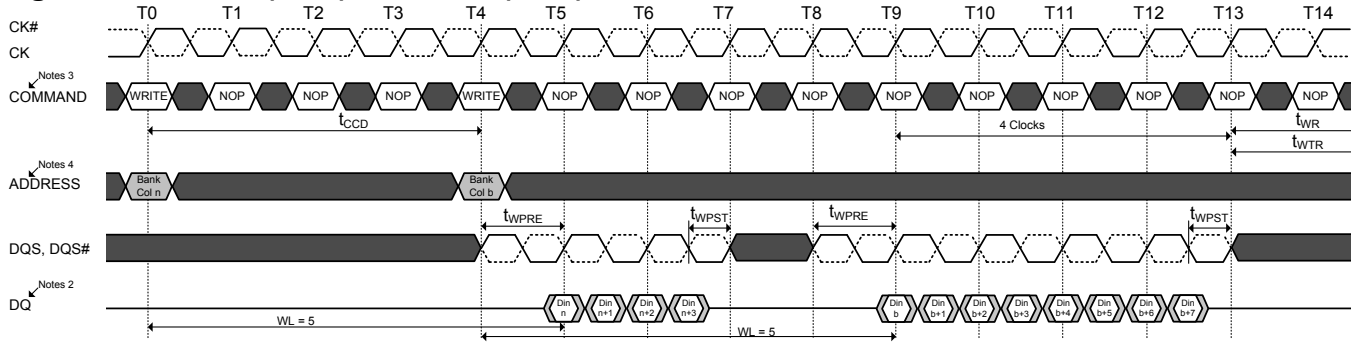 T0 T1 T2 T3 T4 T5 T6 T7 T8 T9 T10 T11 T12 T13 T14
CK#
CK
Notes 3
COMMAND WRITE NOP NOP NOP WRITE NOP NOP NOP NOP NOP NOP NOP NOP NOP NOP
tCCD 4 Clocks tWR
tWTR
Notes 4
ADDRESS
Bank Col n
Bank Col b
tWPRE tWPST tWPRE tWPST
DQS, DQS#
Notes 2
DQ
Din n
Din n+1
Din n+2
Din n+3
Din b
Din b+1
Din b+2
Din b+3
Din b+4
Din b+5
Din b+6
Din b+7
WL = 5 WL = 5